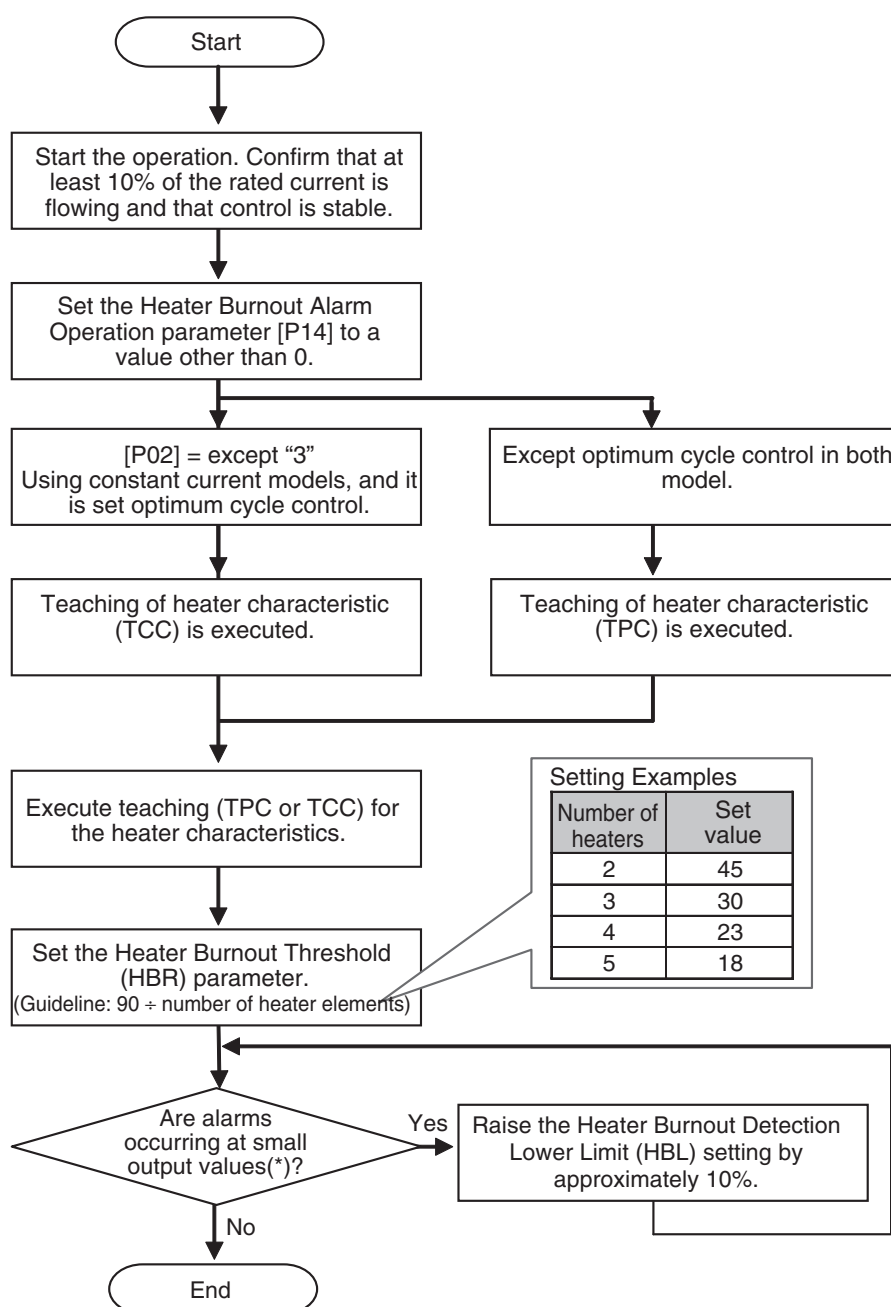 Start
Start the operation. Confirm that at
least 10% of the rated current is
flowing and that control is stable.
Set the Heater Burnout Alarm
Operation parameter [P14] to a
value other than 0.
[P02] = except “3”
Using constant current models, and it
is set optimum cycle control.
Except optimum cycle control in both
model.
Teaching of heater characteristic
(TCC) is executed.
Teaching of heater characteristic
(TPC) is executed.
Execute teaching (TPC or TCC) for
the heater characteristics.
Setting Examples
Number of heaters Set value
2 45
3 30
4 23
5 18
Set the Heater Burnout Threshold
(HBR) parameter.
(Guideline: 90 ÷ number of heater elements)
Are alarms
occurring at small
output values(*)?
Yes
Raise the Heater Burnout Detection
Lower Limit (HBL) setting by
approximately 10%.
No
End